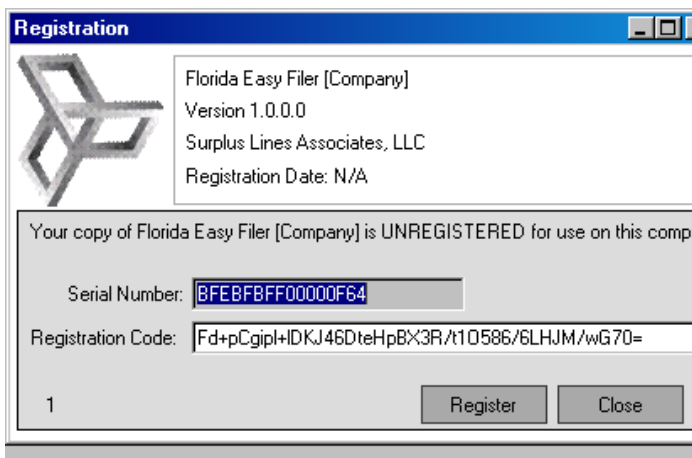 Registration
Florida Easy Filer [Company]
Version 1.0.0.0
Surplus Lines Associates, LLC
Registration Date: N/A
Your copy of Florida Easy Filer [Company] is UNREGISTERED for use on this comp
Serial Number: BFEBFBFF00000F64
Registration Code: Fd+pCgipl+IDKJ46DteHpBX3R/t1O586/6LHJM/wG70=
1 Register Close